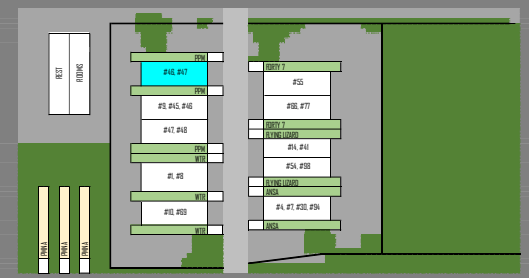 REST
ROOMS
PPM
#46, #47
PPM
#9, #45, #46
#47, #48
PPM
WTR
#1, #8
WTR
#10, #69
WTR
FORTY 7
#55
#66, #77
FORTY 7
FLYING LIZARD
#14, #41
#54, #98
FLYING LIZARD
ANSA
#4, #7, #30, #94
ANSA
PMNA
PMNA
PMNA